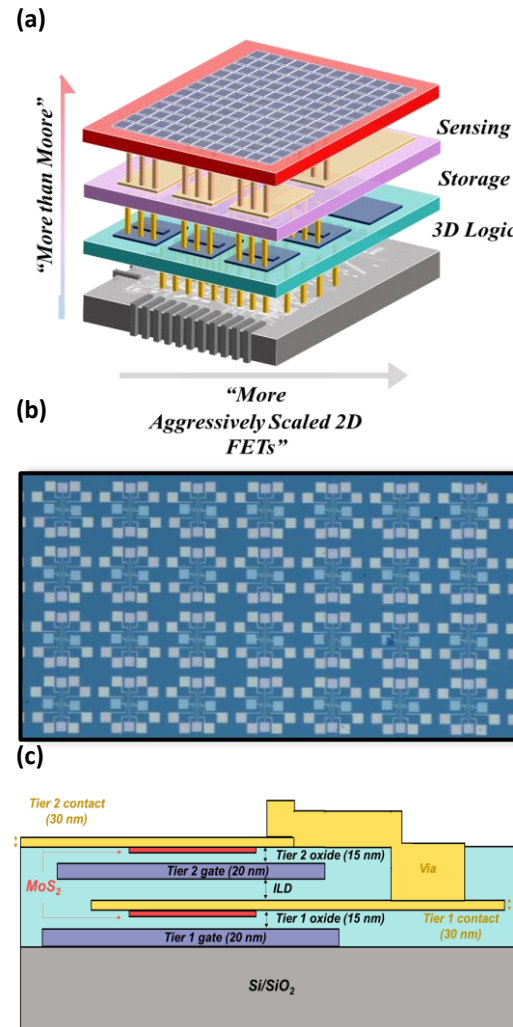 (a)
“More than Moore”
Sensing
Storage
3D Logic
“More
Aggressively Scaled 2D
FETs”
(b)
(c)
Tier 2 contact
(30 nm)
Tier 2 oxide (15 nm)
Tier 2 gate (20 nm)
MoS₂
ILD
Via
Tier 1 oxide (15 nm)
Tier 1 contact
(30 nm)
Tier 1 gate (20 nm)
Si/SiO₂